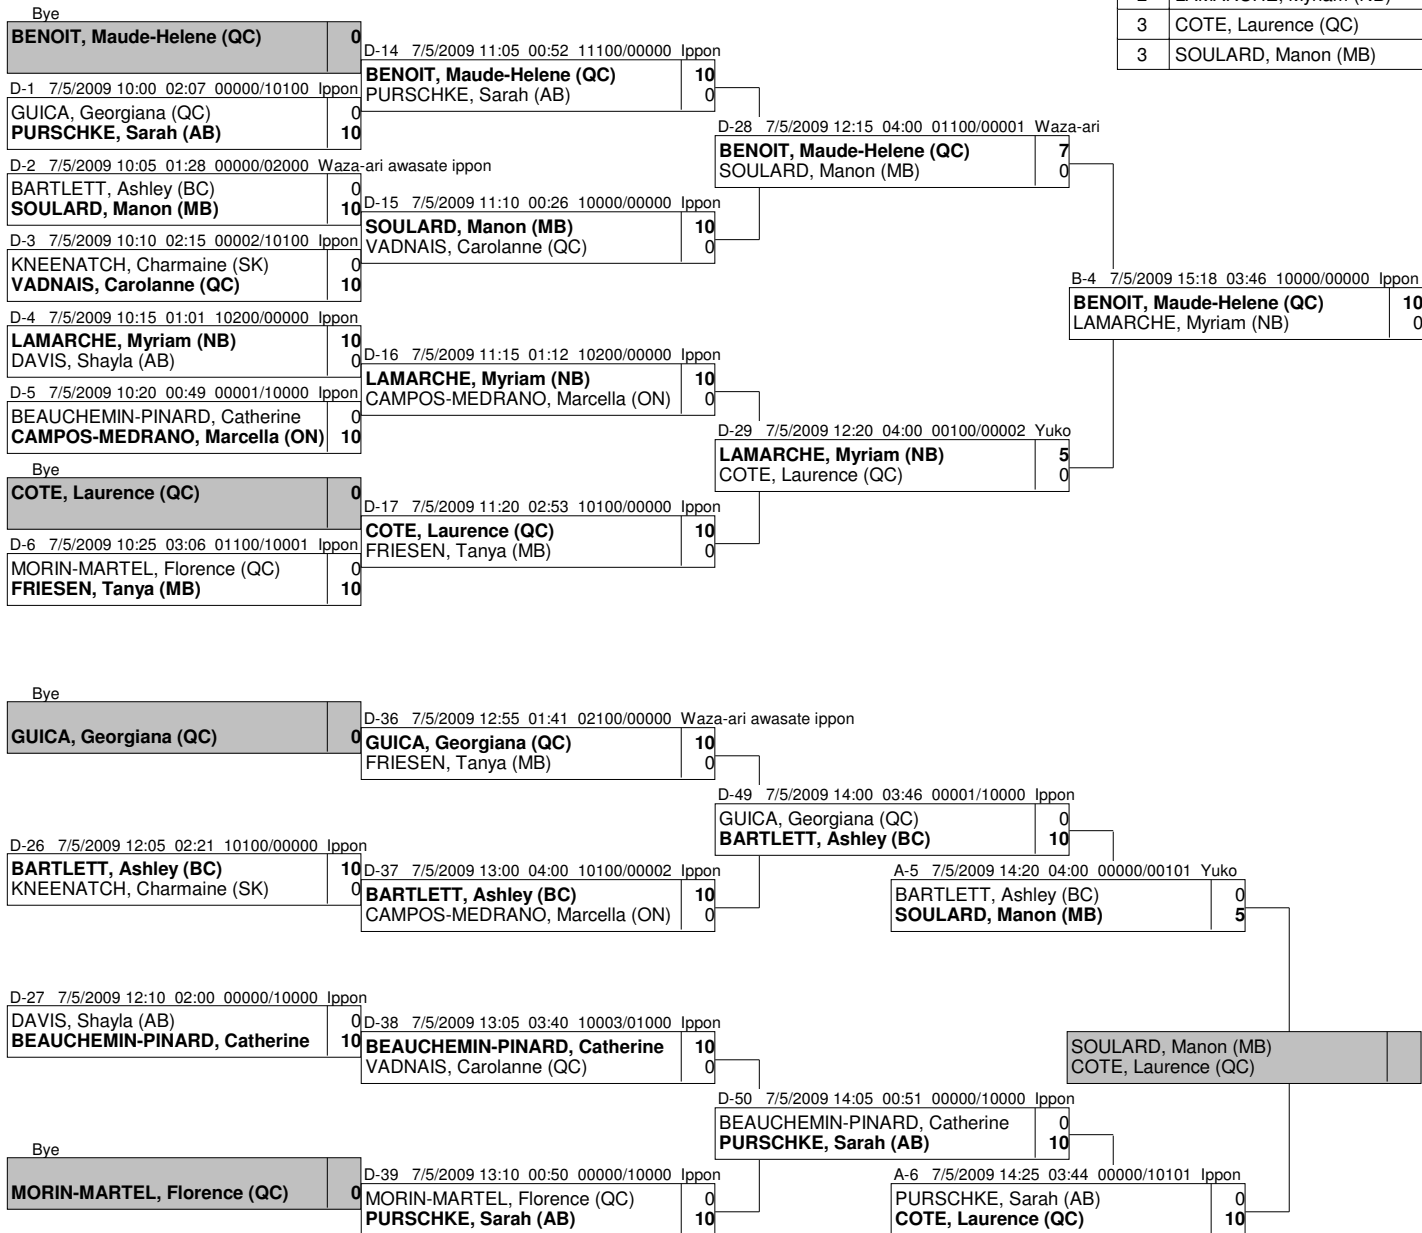 2 LAMARCHE, Myriam (NB)
3 COTE, Laurence (QC)
3 SOULARD, Manon (MB)
Bye
BENOIT, Maude-Helene (QC) 0
D-1 7/5/2009 10:00 02:07 00000/10100 Ippon
GUICA, Georgiana (QC) 0
PURSCHKE, Sarah (AB) 10
D-2 7/5/2009 10:05 01:28 00000/02000 Waza-ari awasate ippon
BARTLETT, Ashley (BC) 0
SOULARD, Manon (MB) 10
D-3 7/5/2009 10:10 02:15 00002/10100 Ippon
KNEENATCH, Charmaine (SK) 0
VADNAIS, Carolanne (QC) 10
D-4 7/5/2009 10:15 01:01 10200/00000 Ippon
LAMARCHE, Myriam (NB) 10
DAVIS, Shayla (AB) 0
D-5 7/5/2009 10:20 00:49 00001/10000 Ippon
BEAUCHEMIN-PINARD, Catherine 0
CAMPOS-MEDRANO, Marcella (ON) 10
Bye
COTE, Laurence (QC) 0
D-6 7/5/2009 10:25 03:06 01100/10001 Ippon
MORIN-MARTEL, Florence (QC) 0
FRIESEN, Tanya (MB) 10
D-14 7/5/2009 11:05 00:52 11100/00000 Ippon
BENOIT, Maude-Helene (QC) 10
PURSCHKE, Sarah (AB) 0
D-15 7/5/2009 11:10 00:26 10000/00000 Ippon
SOULARD, Manon (MB) 10
VADNAIS, Carolanne (QC) 0
D-16 7/5/2009 11:15 01:12 10200/00000 Ippon
LAMARCHE, Myriam (NB) 10
CAMPOS-MEDRANO, Marcella (ON) 0
D-17 7/5/2009 11:20 02:53 10100/00000 Ippon
COTE, Laurence (QC) 10
FRIESEN, Tanya (MB) 0
D-28 7/5/2009 12:15 04:00 01100/00001 Waza-ari
BENOIT, Maude-Helene (QC) 7
SOULARD, Manon (MB) 0
D-29 7/5/2009 12:20 04:00 00100/00002 Yuko
LAMARCHE, Myriam (NB) 5
COTE, Laurence (QC) 0
B-4 7/5/2009 15:18 03:46 10000/00000 Ippon
BENOIT, Maude-Helene (QC) 10
LAMARCHE, Myriam (NB) 0
Bye
GUICA, Georgiana (QC) 0
D-26 7/5/2009 12:05 02:21 10100/00000 Ippon
BARTLETT, Ashley (BC) 10
KNEENATCH, Charmaine (SK) 0
D-27 7/5/2009 12:10 02:00 00000/10000 Ippon
DAVIS, Shayla (AB) 0
BEAUCHEMIN-PINARD, Catherine 10
Bye
MORIN-MARTEL, Florence (QC) 0
D-36 7/5/2009 12:55 01:41 02100/00000 Waza-ari awasate ippon
GUICA, Georgiana (QC) 10
FRIESEN, Tanya (MB) 0
D-37 7/5/2009 13:00 04:00 10100/00002 Ippon
BARTLETT, Ashley (BC) 10
CAMPOS-MEDRANO, Marcella (ON) 0
D-38 7/5/2009 13:05 03:40 10003/01000 Ippon
BEAUCHEMIN-PINARD, Catherine 10
VADNAIS, Carolanne (QC) 0
D-39 7/5/2009 13:10 00:50 00000/10000 Ippon
MORIN-MARTEL, Florence (QC) 0
PURSCHKE, Sarah (AB) 10
D-49 7/5/2009 14:00 03:46 00001/10000 Ippon
GUICA, Georgiana (QC) 0
BARTLETT, Ashley (BC) 10
D-50 7/5/2009 14:05 00:51 00000/10000 Ippon
BEAUCHEMIN-PINARD, Catherine 0
PURSCHKE, Sarah (AB) 10
A-5 7/5/2009 14:20 04:00 00000/00101 Yuko
BARTLETT, Ashley (BC) 0
SOULARD, Manon (MB) 5
A-6 7/5/2009 14:25 03:44 00000/10101 Ippon
PURSCHKE, Sarah (AB) 0
COTE, Laurence (QC) 10
SOULARD, Manon (MB)
COTE, Laurence (QC)